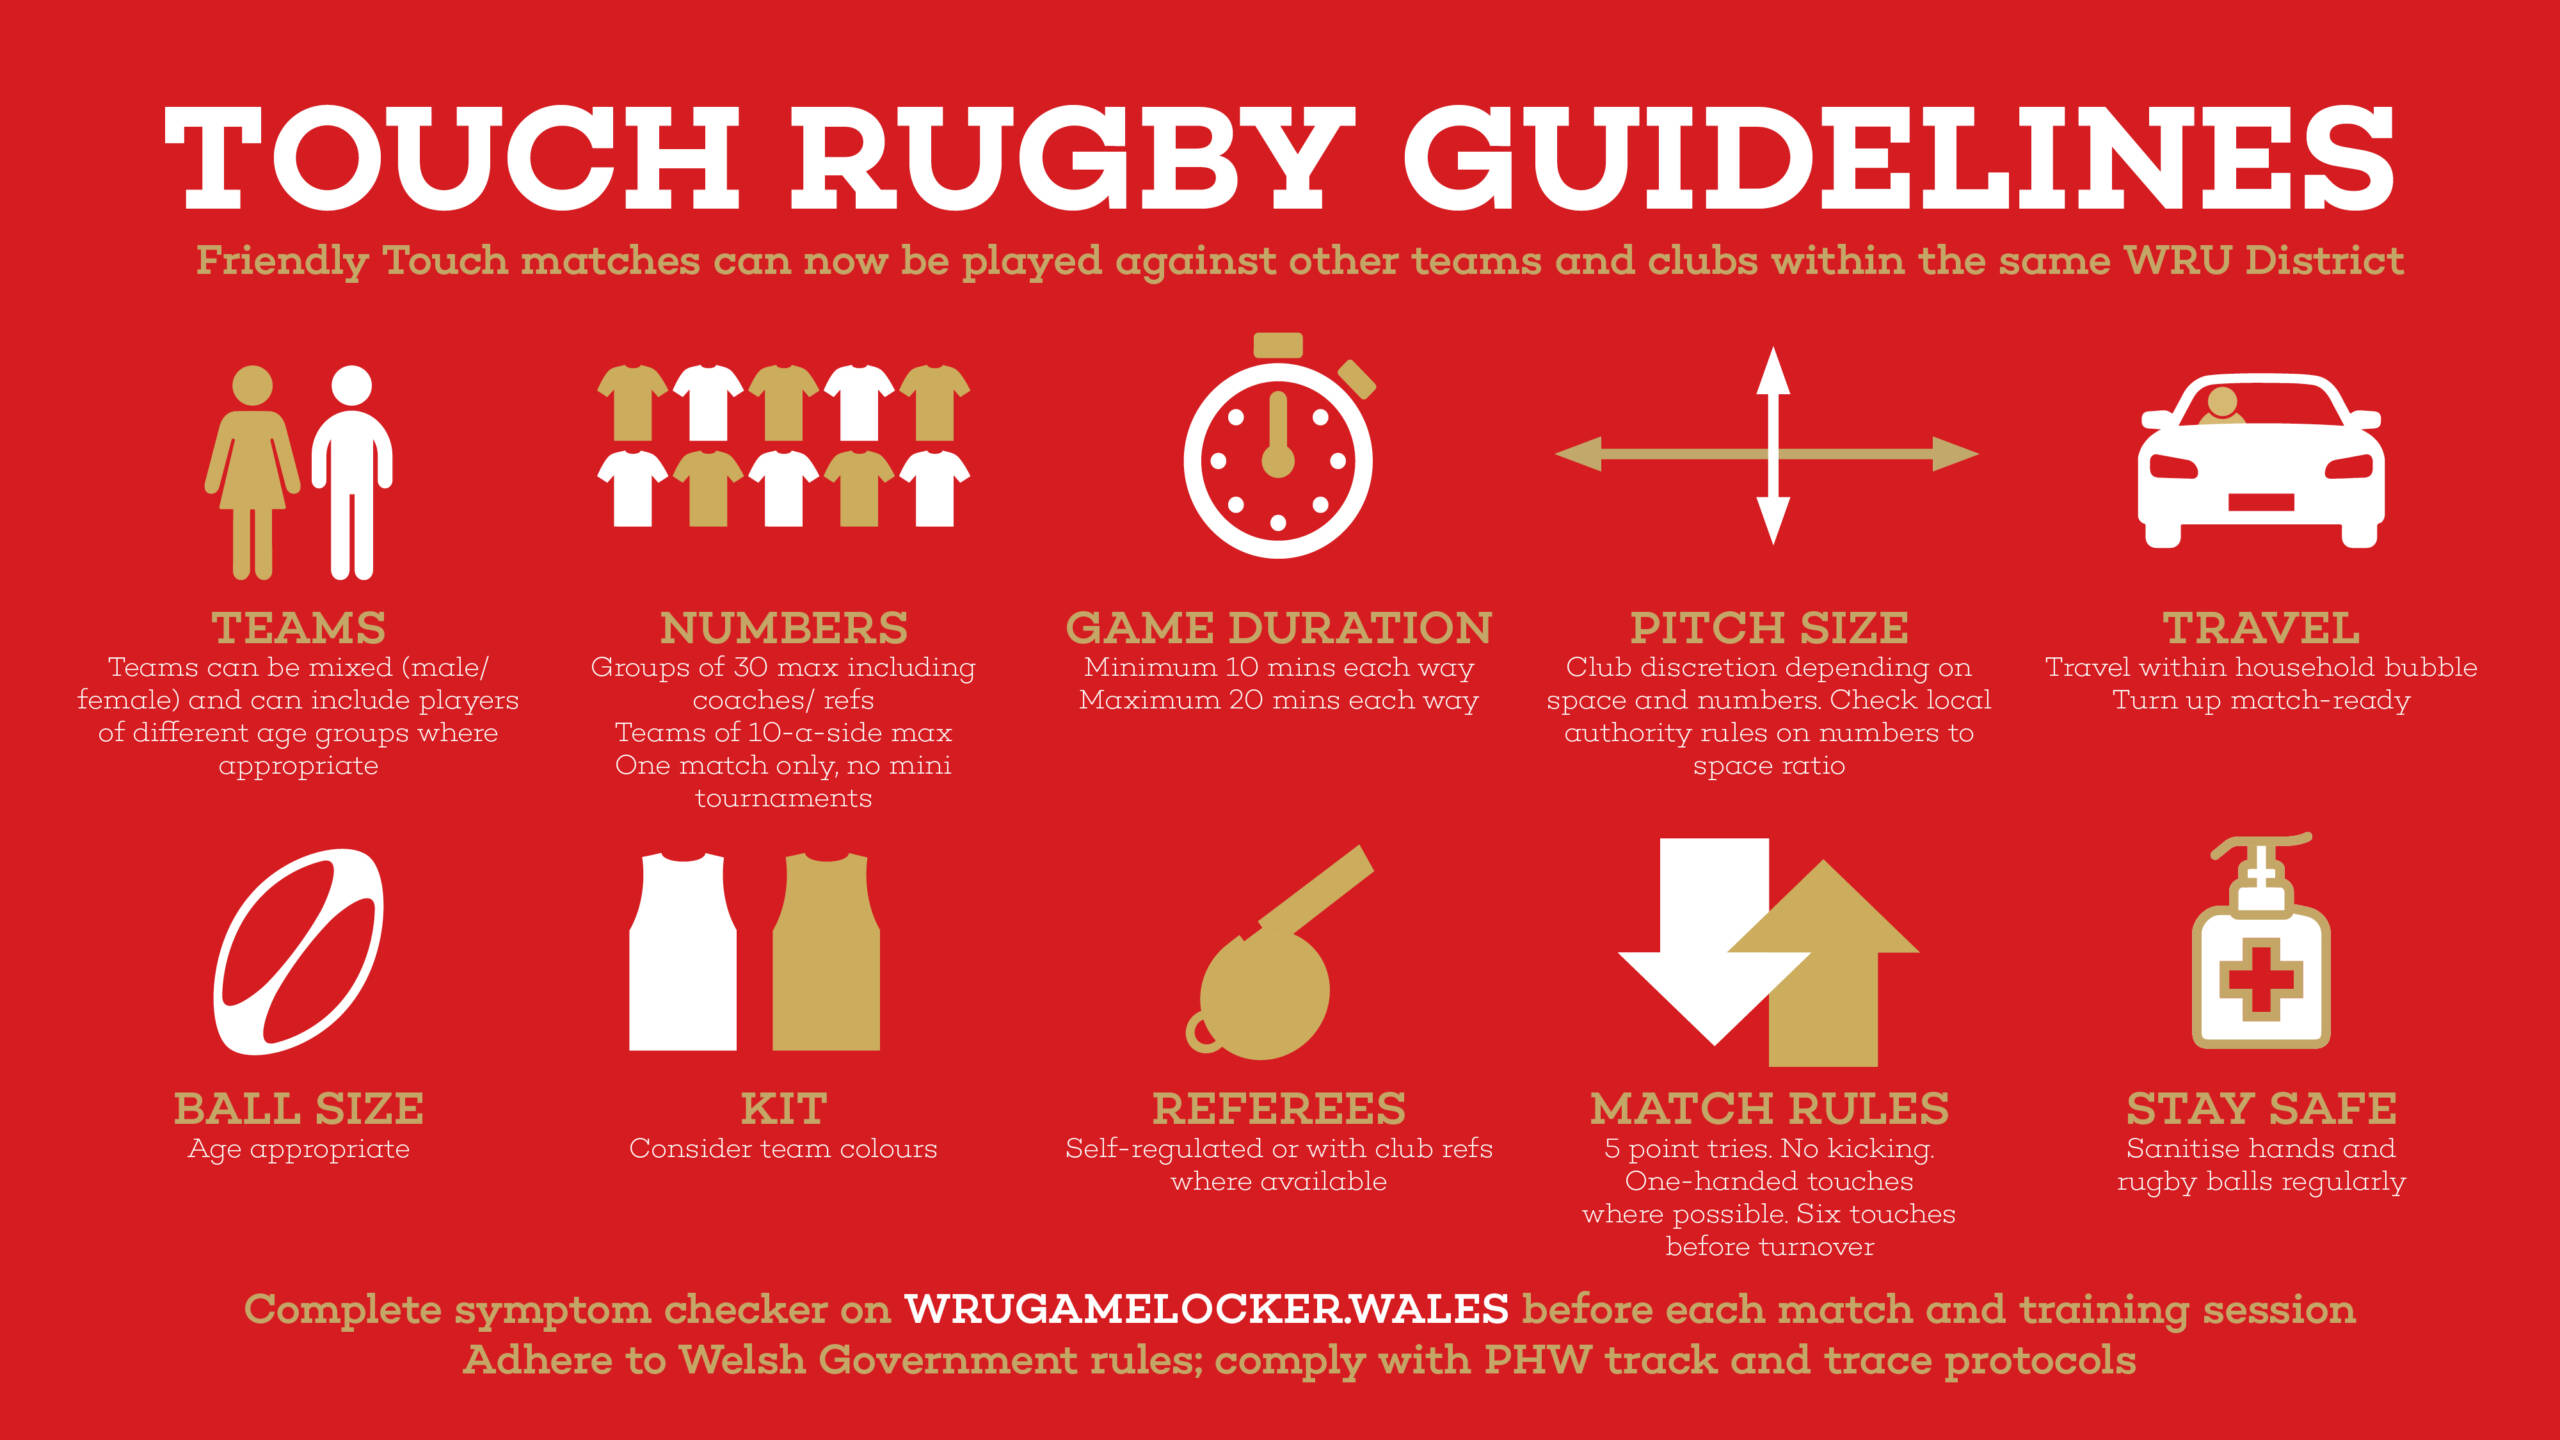 TOUCH RUGBY GUIDELINES
Friendly Touch matches can now be played against other teams and clubs within the same WRU District
TEAMS
Teams can be mixed (male/
female) and can include players
of different age groups where
appropriate
NUMBERS
Groups of 30 max including
coaches/ refs
Teams of 10-a-side max
One match only, no mini
tournaments
GAME DURATION
Minimum 10 mins each way
Maximum 20 mins each way
PITCH SIZE
Club discretion depending on
space and numbers. Check local
authority rules on numbers to
space ratio
TRAVEL
Travel within household bubble
Turn up match-ready
BALL SIZE
Age appropriate
KIT
Consider team colours
REFEREES
Self-regulated or with club refs
where available
MATCH RULES
5 point tries. No kicking.
One-handed touches
where possible. Six touches
before turnover
STAY SAFE
Sanitise hands and
rugby balls regularly
Complete symptom checker on WRUGAMELOCKER.WALES before each match and training session
Adhere to Welsh Government rules; comply with PHW track and trace protocols